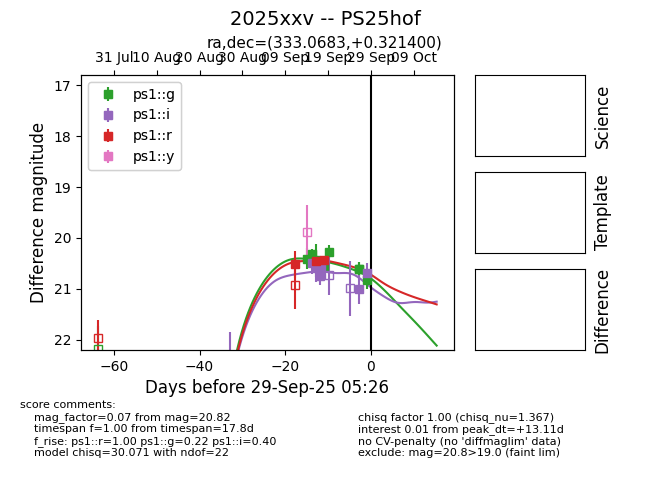 2025xxv -- PS25hof
ra,dec=(333.0683,+0.321400)
31 Jul 10 Aug 20 Aug 30 Aug 09 Sep 19 Sep 29 Sep 09 Oct
17
18
19
20
21
22
Difference magnitude
ps1::g
ps1::i
ps1::r
ps1::y
−60 −40 −20 0
Days before 29-Sep-25 05:26
Science
Template
Difference
score comments:
mag_factor=0.07 from mag=20.82
timespan f=1.00 from timespan=17.8d
f_rise: ps1::r=1.00 ps1::g=0.22 ps1::i=0.40
model chisq=30.071 with ndof=22
chisq factor 1.00 (chisq_nu=1.367)
interest 0.01 from peak_dt=+13.11d
no CV-penalty (no 'diffmaglim' data)
exclude: mag=20.8>19.0 (faint lim)